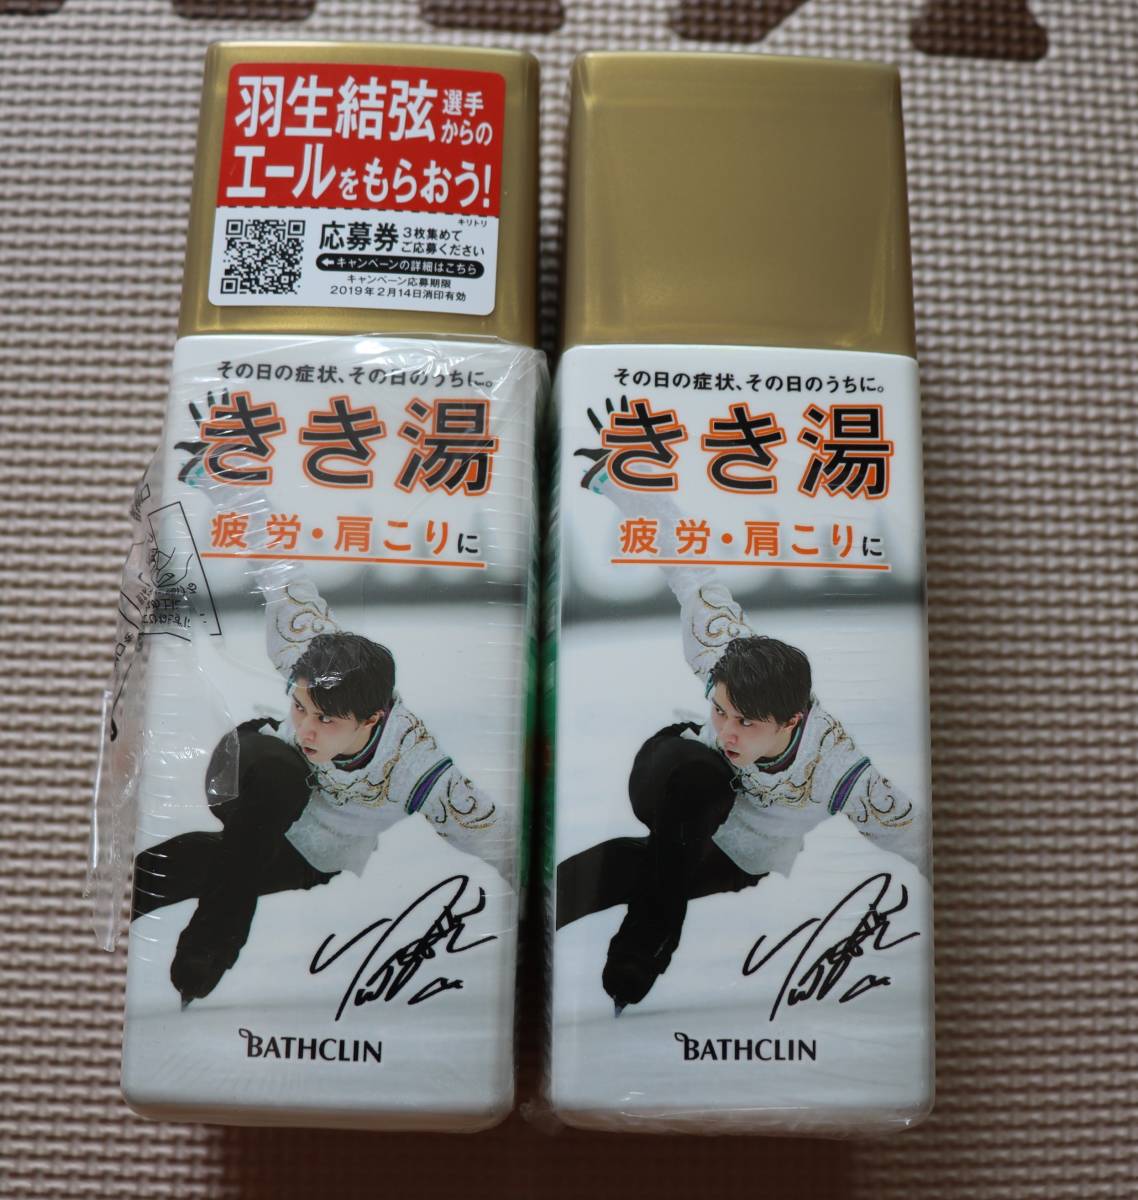 羽生結弦選手
からの
エールをもらおう!
キリトリ
応募券 3枚集めて
ご応募ください
←キャンペーンの詳細はこちら
キャンペーン応募期限
2019年2月14日消印有効
その日の症状、その日のうちに。
きき湯
疲労・肩こりに
BATHCLIN
その日の症状、その日のうちに。
きき湯
疲労・肩こりに
BATHCLIN